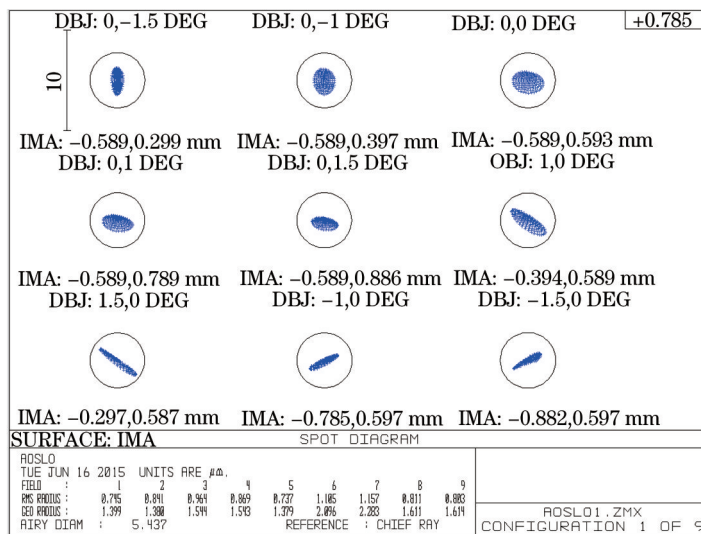 DBJ: 0,−1.5 DEG DBJ: 0,−1 DEG DBJ: 0,0 DEG +0.785
10
IMA: −0.589,0.299 mm IMA: −0.589,0.397 mm IMA: −0.589,0.593 mm
DBJ: 0,1 DEG DBJ: 0,1.5 DEG OBJ: 1,0 DEG
IMA: −0.589,0.789 mm IMA: −0.589,0.886 mm IMA: −0.394,0.589 mm
DBJ: 1.5,0 DEG DBJ: −1,0 DEG DBJ: −1.5,0 DEG
IMA: −0.297,0.587 mm IMA: −0.785,0.597 mm IMA: −0.882,0.597 mm
SURFACE: IMA SPOT DIAGRAM
AOSLO
TUE JUN 16 2015 UNITS ARE µm.
FIELD : 1 2 3 4 5 6 7 8 9
RMS RADIUS : 0.745 0.841 0.964 0.869 0.737 1.105 1.157 0.811 0.803
GEO RADIUS : 1.399 1.380 1.544 1.543 1.379 2.096 2.283 1.611 1.614
AIRY DIAM : 5.437 REFERENCE : CHIEF RAY
AOSLO1.ZMX
CONFIGURATION 1 OF 9